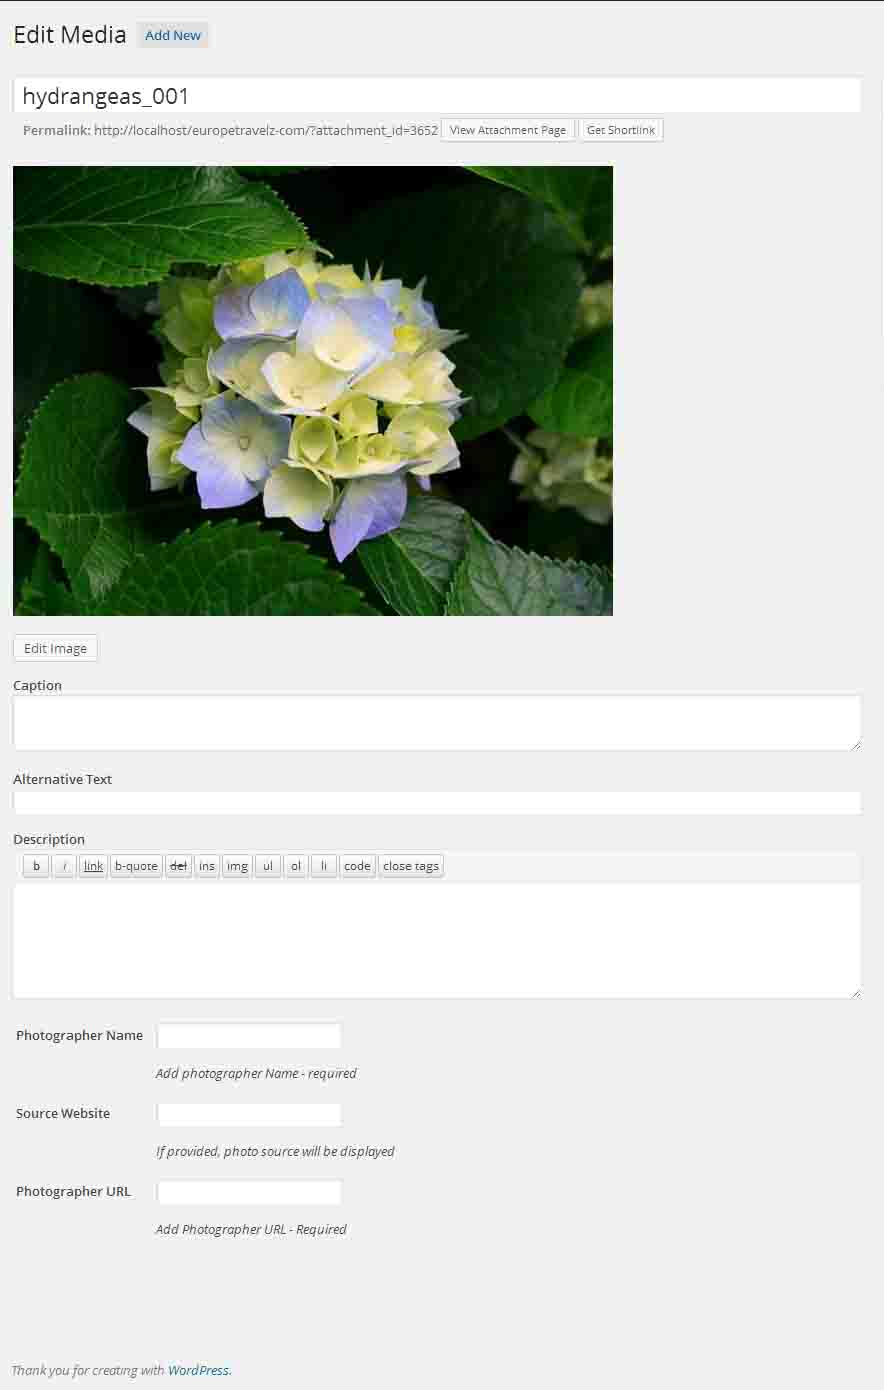 Edit Media Add New
hydrangeas_001
Permalink: http://localhost/europetravelz-com/?attachment_id=3652 View Attachment Page Get Shortlink
Edit Image
Caption
Alternative Text
Description
b i link b-quote del ins img ul ol li code close tags
Photographer Name
Add photographer Name - required
Source Website
If provided, photo source will be displayed
Photographer URL
Add Photographer URL - Required
Thank you for creating with WordPress.